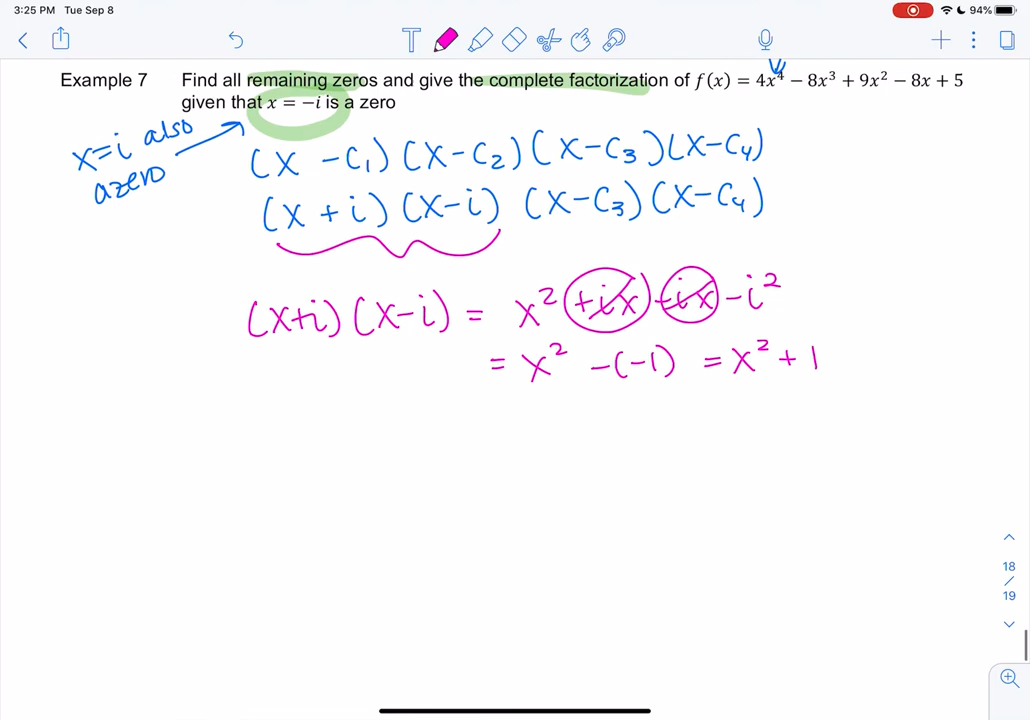 3:25 PM Tue Sep 8
94%
Example 7 Find all remaining zeros and give the complete factorization of f(x) = 4x⁴ − 8x³ + 9x² − 8x + 5
given that x = −i is a zero
x=i also
a zero
(x - c₁)(x-c₂)(x-c₃)(x-c₄)
(x + i)(x-i)(x-c₃)(x-c₄)
(x+i)(x-i) = x² +ix -ix -i²
= x² -(-1) = x² + 1
T
18
/
19